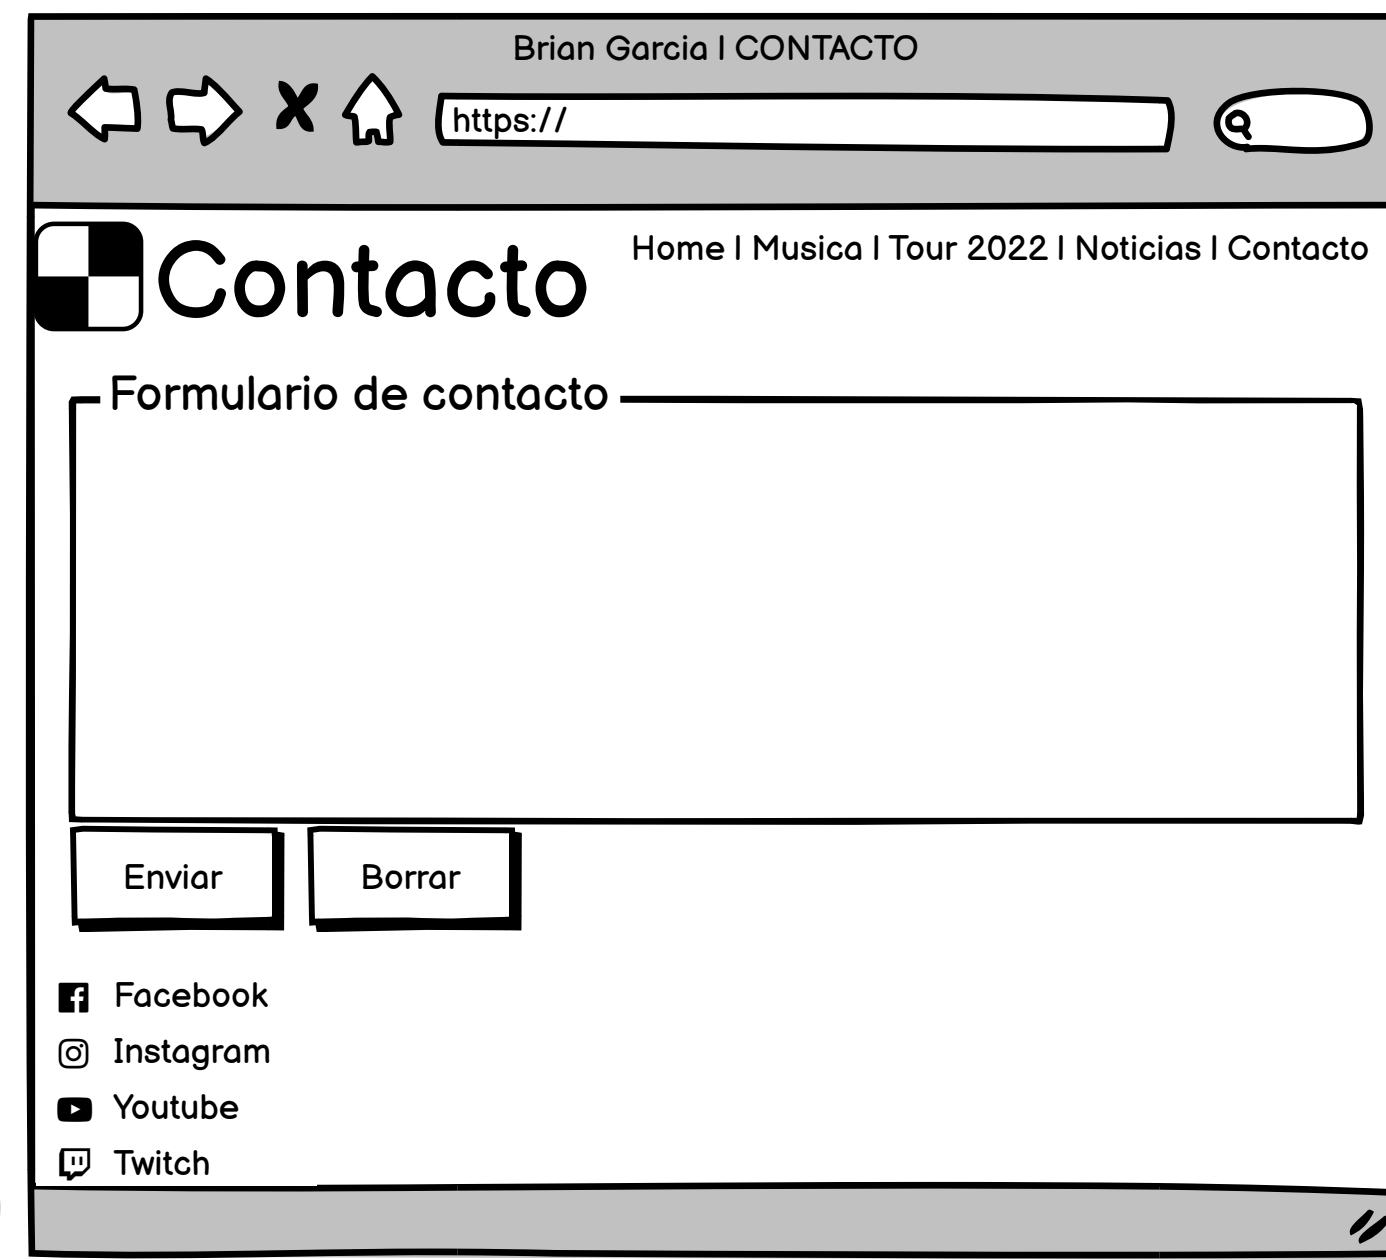 Brian Garcia | CONTACTO
https://
Contacto
Home | Musica | Tour 2022 | Noticias | Contacto
Formulario de contacto
Enviar
Borrar
Facebook
Instagram
Youtube
Twitch